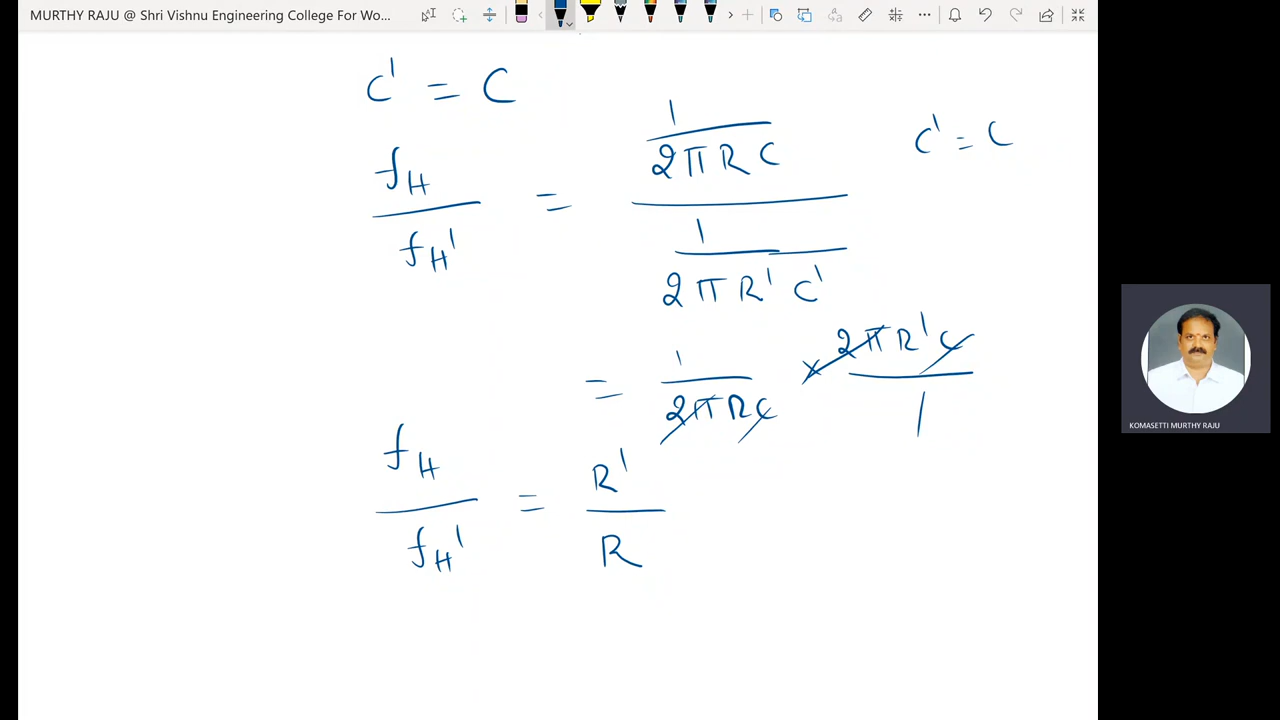 MURTHY RAJU @ Shri Vishnu Engineering College For Wo...
C' = C
f_H / f_H' = (1 / 2πRC) / (1 / 2πR'C')
C' = C
= 1 / 2πRC × 2πR'C / 1
f_H / f_H' = R' / R
KOMASETTI MURTHY RAJU